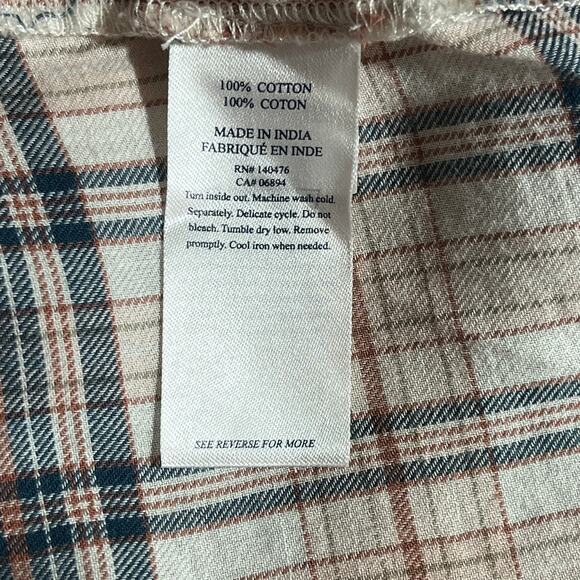 100% COTTON
100% COTON
MADE IN INDIA
FABRIQUÉ EN INDE
RN# 140476
CA# 06894
Turn inside out. Machine wash cold.
Separately. Delicate cycle. Do not
bleach. Tumble dry low. Remove
promptly. Cool iron when needed.
SEE REVERSE FOR MORE